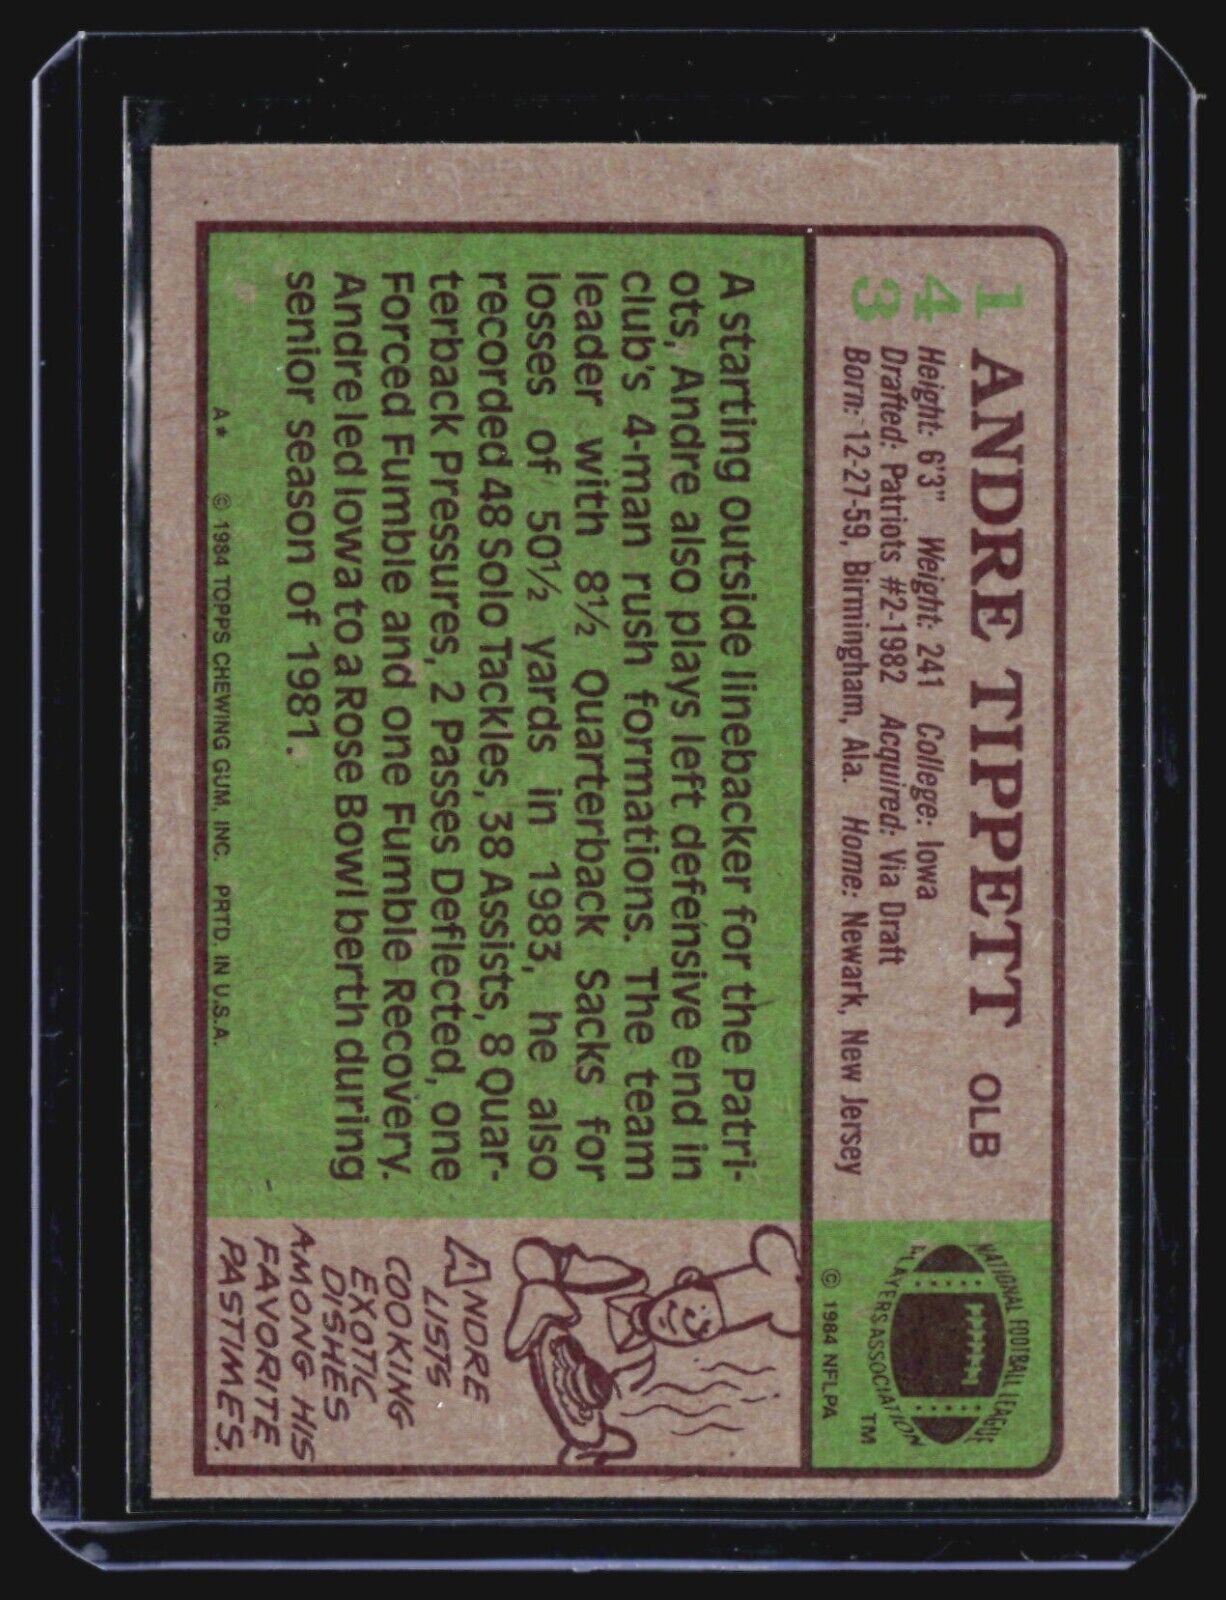 143
ANDRE TIPPETT OLB
Height: 6'3" Weight: 241 College: Iowa
Drafted: Patriots #2-1982 Acquired: Via Draft
Born: 12-27-59, Birmingham, Ala. Home: Newark, New Jersey
NATIONAL FOOTBALL LEAGUE
PLAYERS ASSOCIATION
TM
© 1984 NFLPA
A starting outside linebacker for the Patri-
ots, Andre also plays left defensive end in
club's 4-man rush formations. The team
leader with 8½ Quarterback Sacks for
losses of 50½ yards in 1983, he also
recorded 48 Solo Tackles, 38 Assists, 8 Quar-
terback Pressures, 2 Passes Deflected, one
Forced Fumble and one Fumble Recovery.
Andre led Iowa to a Rose Bowl berth during
senior season of 1981.
A* © 1984 TOPPS CHEWING GUM, INC. PRTD. IN U.S.A.
ANDRE
LISTS
COOKING
EXOTIC
DISHES
AMONG HIS
FAVORITE
PASTIMES.